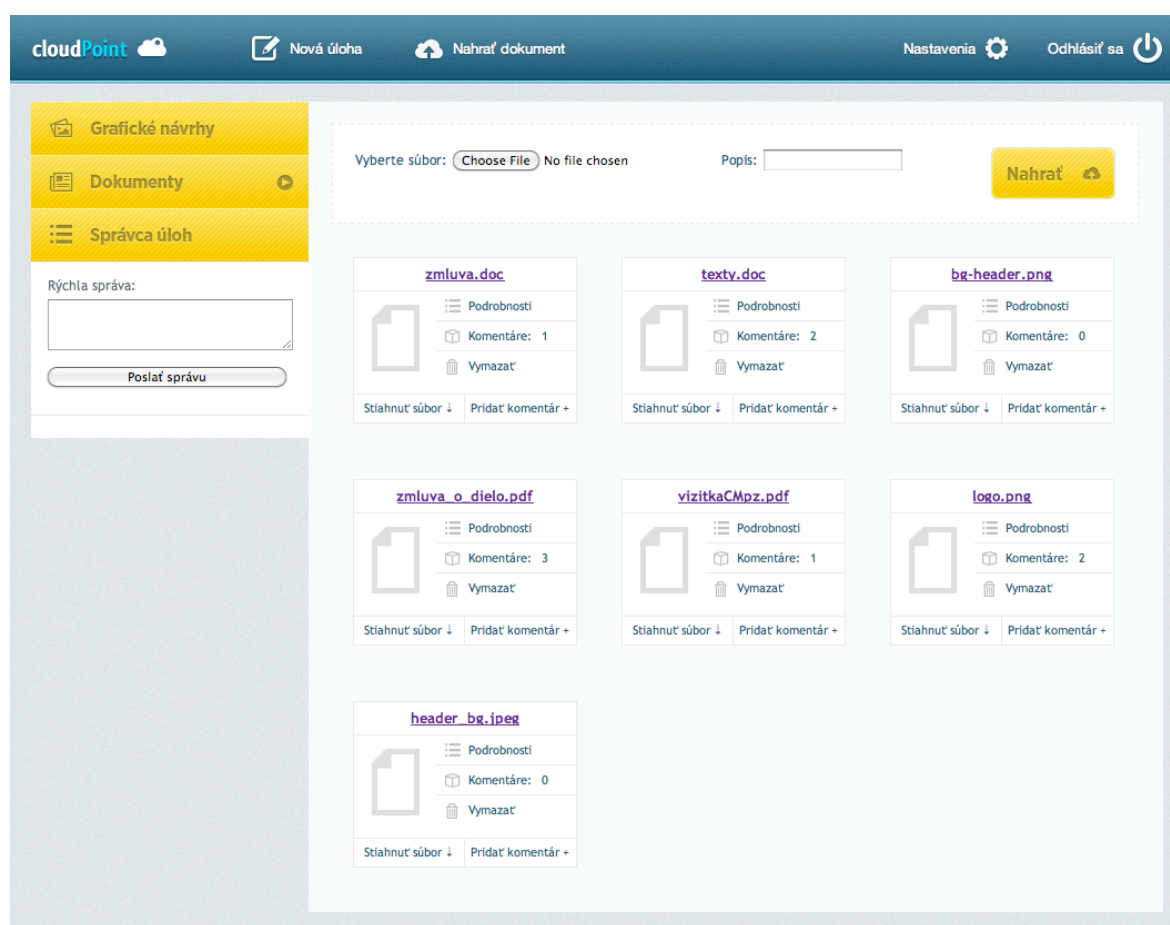 cloudPoint Nová úloha Nahrať dokument Nastavenia Odhlásiť sa
Grafické návrhy
Dokumenty
Správca úloh
Rýchla správa:
Poslať správu
Vyberte súbor: Choose File No file chosen Popis: Nahrať
zmluva.doc texty.doc bg-header.png
Podrobnosti Podrobnosti Podrobnosti
Komentáre: 1 Komentáre: 2 Komentáre: 0
Vymazať Vymazať Vymazať
Stiahnuť súbor ↓ Pridať komentár + Stiahnuť súbor ↓ Pridať komentár + Stiahnuť súbor ↓ Pridať komentár +
zmluva_o_dielo.pdf vizitkaCMpz.pdf logo.png
Podrobnosti Podrobnosti Podrobnosti
Komentáre: 3 Komentáre: 1 Komentáre: 2
Vymazať Vymazať Vymazať
Stiahnuť súbor ↓ Pridať komentár + Stiahnuť súbor ↓ Pridať komentár + Stiahnuť súbor ↓ Pridať komentár +
header_bg.jpeg
Podrobnosti
Komentáre: 0
Vymazať
Stiahnuť súbor ↓ Pridať komentár +